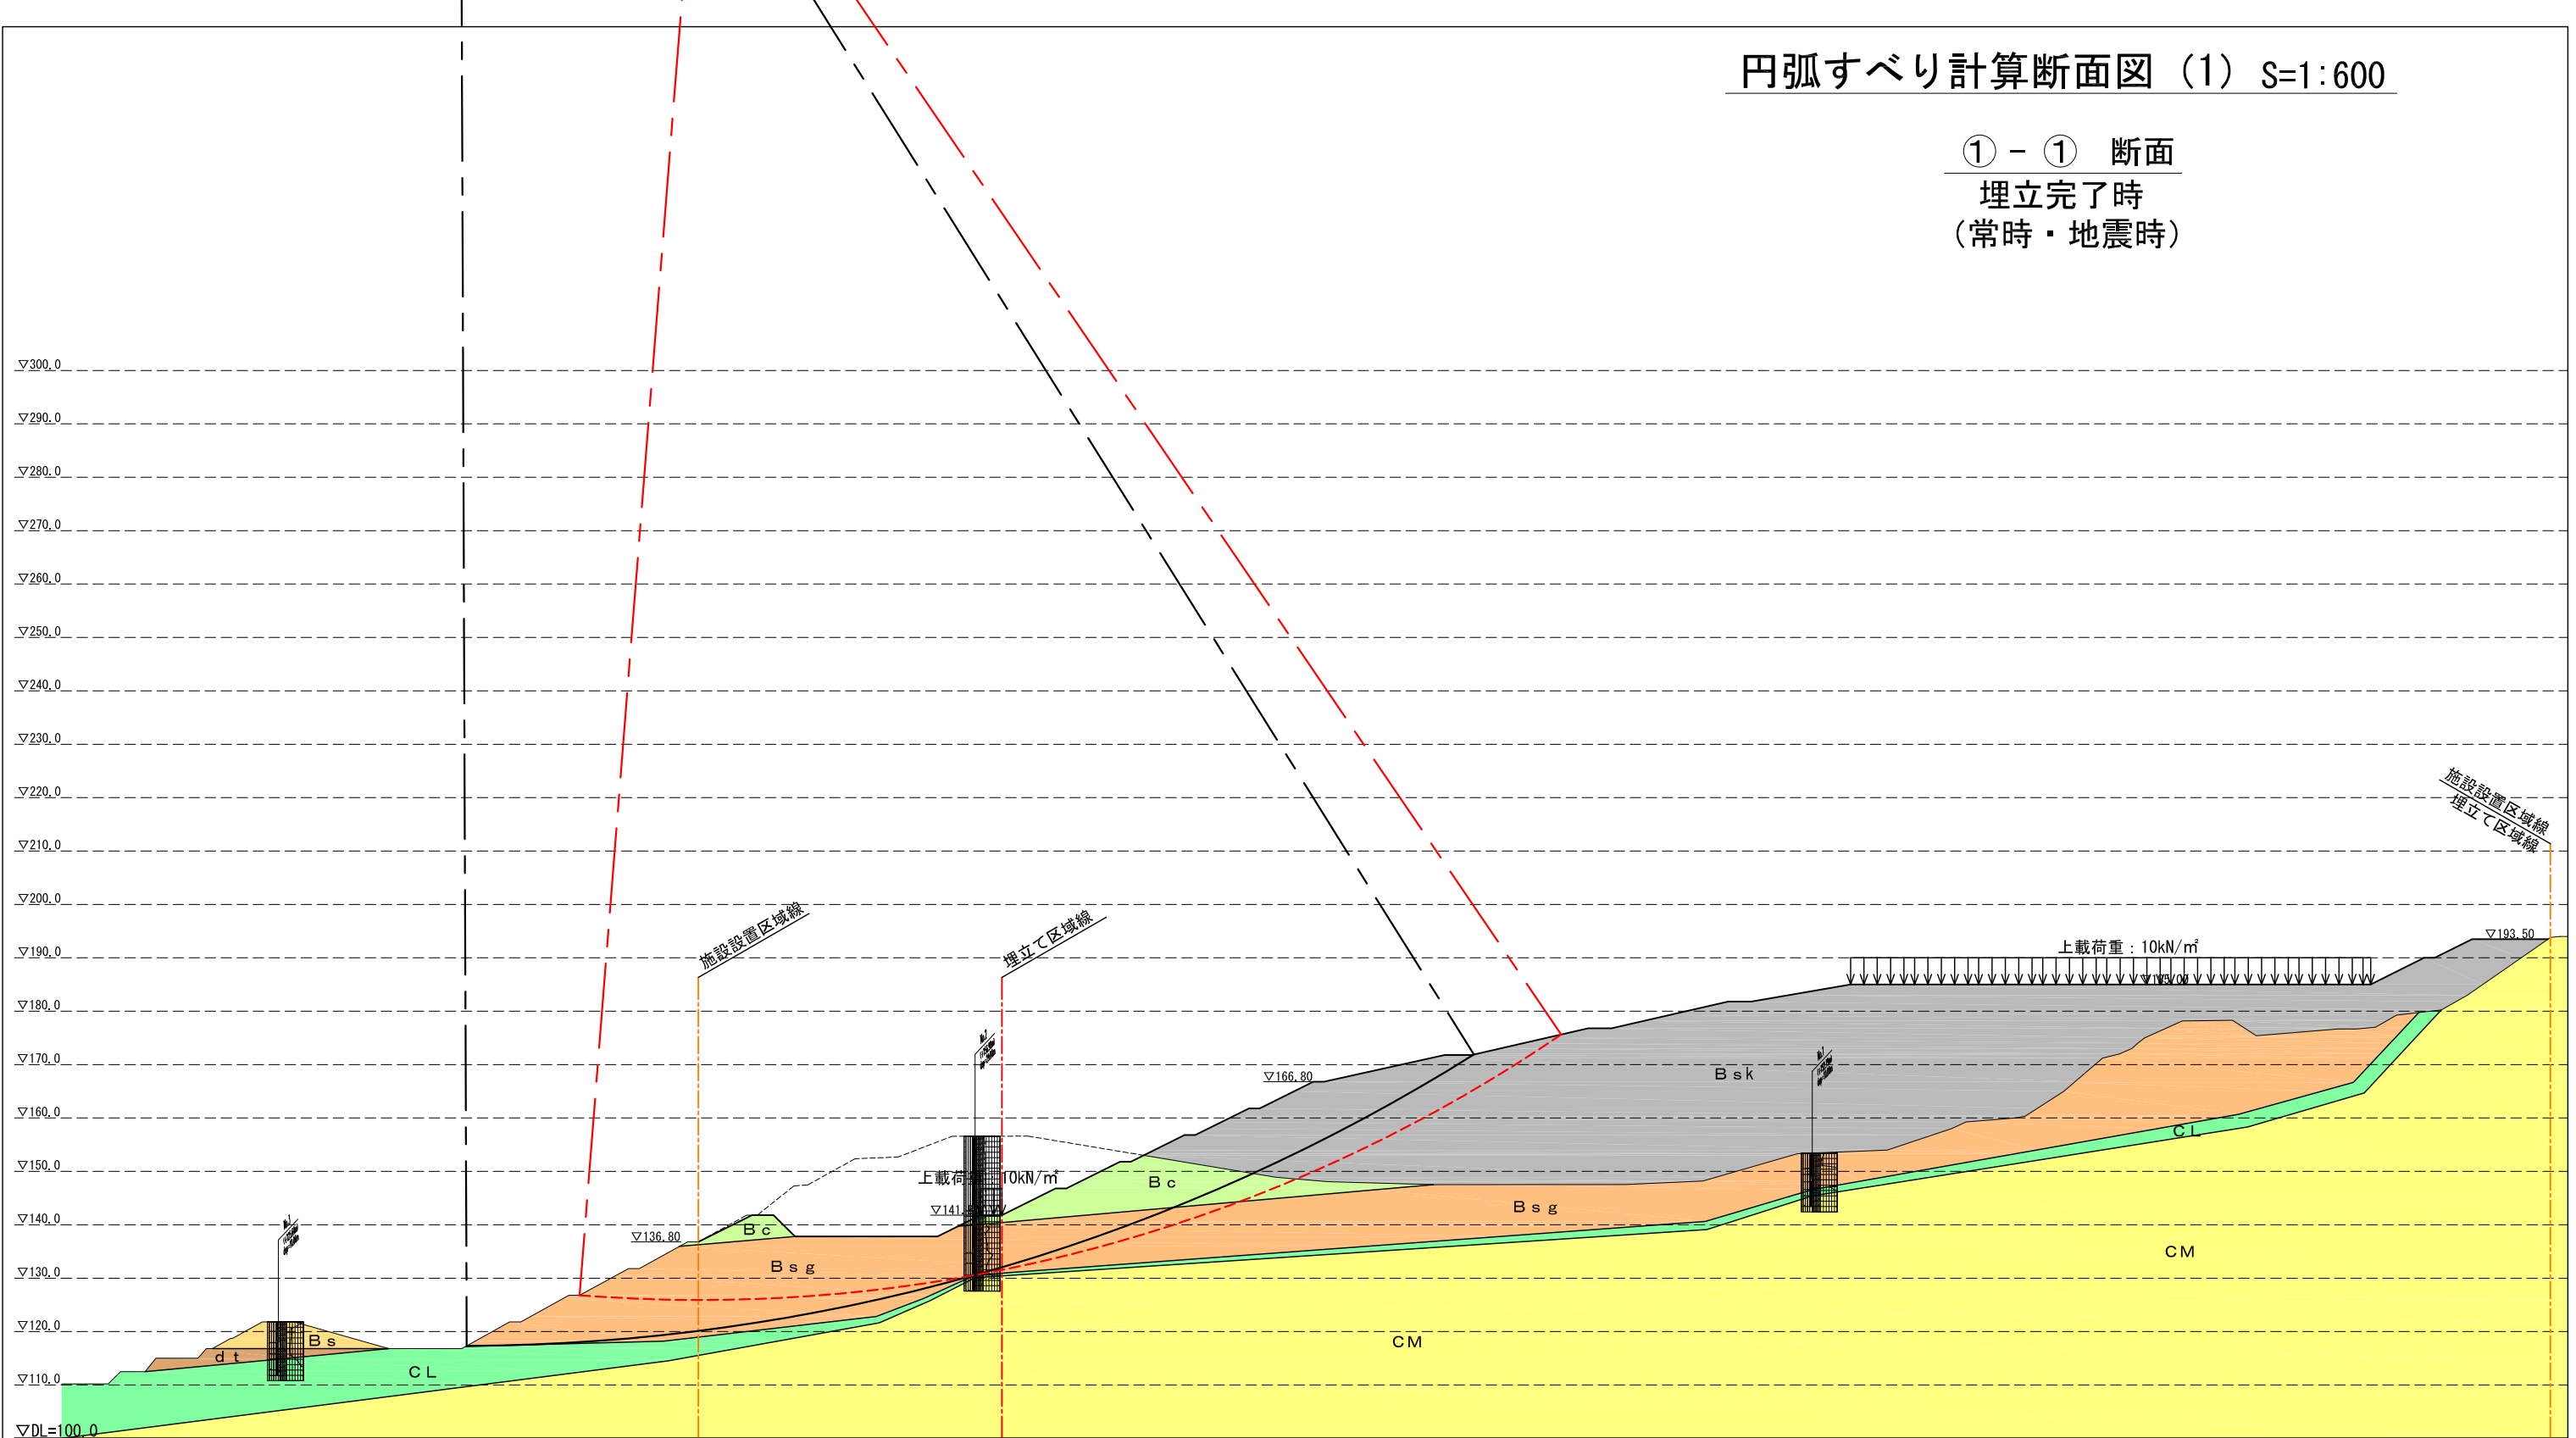 円弧すべり計算断面図 (1) S=1:600
①－① 断面
埋立完了時
(常時・地震時)
▽300.0
▽290.0
▽280.0
▽270.0
▽260.0
▽250.0
▽240.0
▽230.0
▽220.0
▽210.0
▽200.0
▽190.0
▽180.0
▽170.0
▽160.0
▽150.0
▽140.0
▽130.0
▽120.0
▽110.0
▽DL=100.0
施設設置区域線
埋立て区域線
施設設置区域線
埋立て区域線
▽193.50
上載荷重：10kN/㎡
▽166.80
Bsk
CL
上載荷重：10kN/㎡
Bc
Bsg
▽136.80
Bc
Bsg
CM
CM
Bs
dt
CL